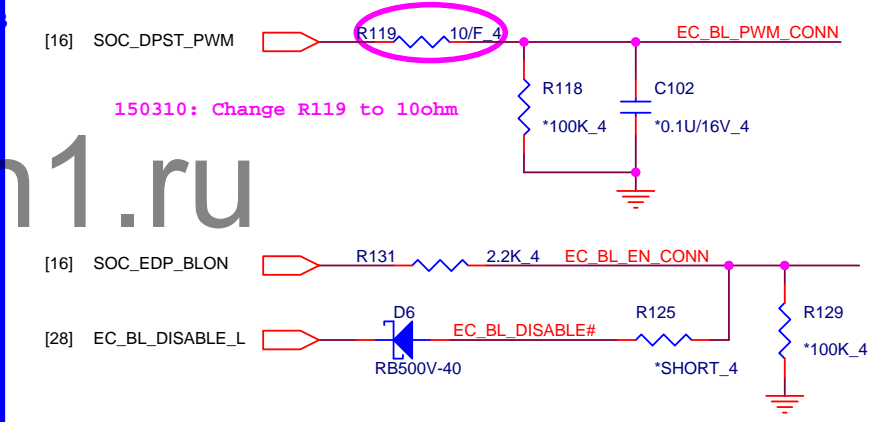 [16] SOC_DPST_PWM R119 10/F_4 EC_BL_PWM_CONN
R118 C102
150310: Change R119 to 10ohm
*100K_4 *0.1U/16V_4
n1.ru
[16] SOC_EDP_BLON R131 2.2K_4 EC_BL_EN_CONN
D6 R125 R129
[28] EC_BL_DISABLE_L EC_BL_DISABLE#
*100K_4
RB500V-40 *SHORT_4